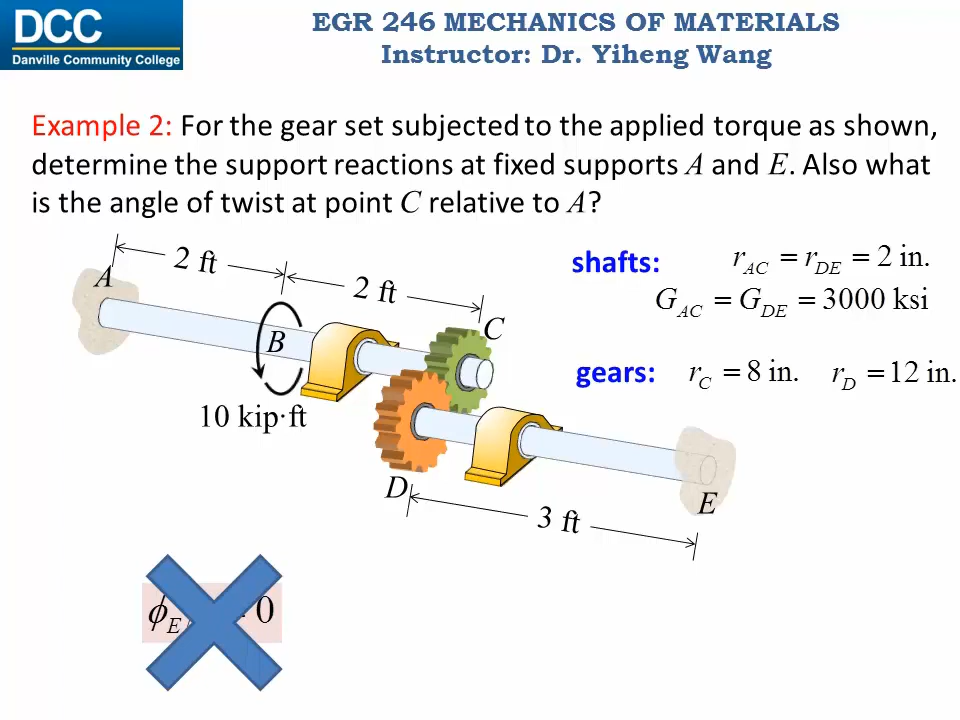 DCC
Danville Community College
EGR 246 MECHANICS OF MATERIALS
Instructor: Dr. Yiheng Wang
Example 2: For the gear set subjected to the applied torque as shown,
determine the support reactions at fixed supports A and E. Also what
is the angle of twist at point C relative to A?
2 ft
2 ft
A
B
C
10 kip·ft
D
E
3 ft
shafts: r_AC = r_DE = 2 in.
G_AC = G_DE = 3000 ksi
gears: r_C = 8 in. r_D = 12 in.
ϕ_E 0